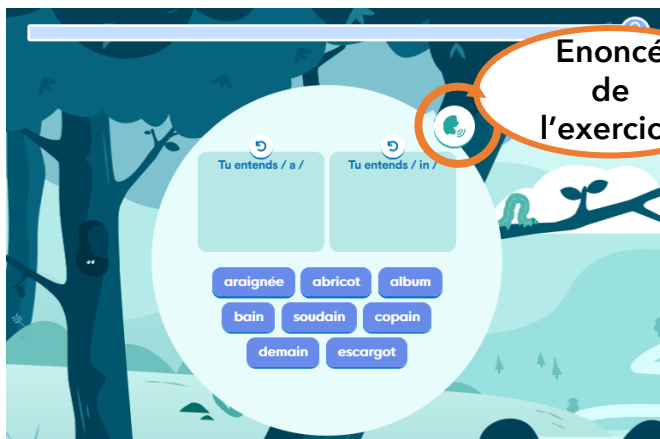 Enoncé
de
l'exercic
Tu entends / a /
Tu entends / in /
araignée abricot album
bain soudain copain
demain escargot